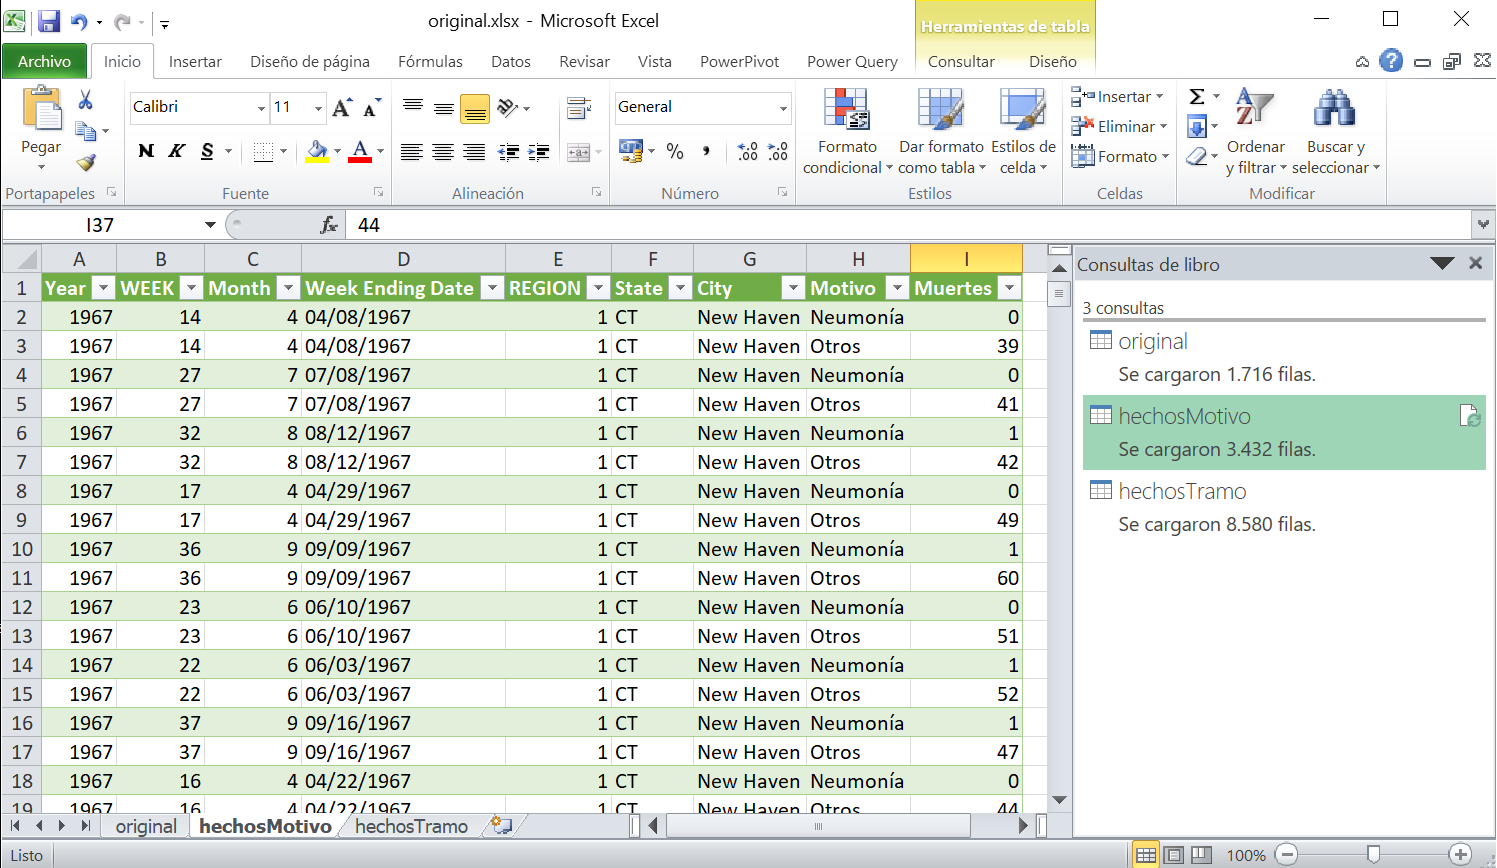 original.xlsx - Microsoft Excel
Herramientas de tabla
Archivo Inicio Insertar Diseño de página Fórmulas Datos Revisar Vista PowerPivot Power Query Consultar Diseño
Pegar
Calibri 11
N K S
General
% ,
Formato condicional
Dar formato como tabla
Estilos de celda
Insertar
Eliminar
Formato
Σ
Ordenar y filtrar
Buscar y seleccionar
Portapapeles Fuente Alineación Número Estilos Celdas Modificar
I37 fx 44
A B C D E F G H I
1 Year WEEK Month Week Ending Date REGION State City Motivo Muertes
2 1967 14 4 04/08/1967 1 CT New Haven Neumonía 0
3 1967 14 4 04/08/1967 1 CT New Haven Otros 39
4 1967 27 7 07/08/1967 1 CT New Haven Neumonía 0
5 1967 27 7 07/08/1967 1 CT New Haven Otros 41
6 1967 32 8 08/12/1967 1 CT New Haven Neumonía 1
7 1967 32 8 08/12/1967 1 CT New Haven Otros 42
8 1967 17 4 04/29/1967 1 CT New Haven Neumonía 0
9 1967 17 4 04/29/1967 1 CT New Haven Otros 49
10 1967 36 9 09/09/1967 1 CT New Haven Neumonía 1
11 1967 36 9 09/09/1967 1 CT New Haven Otros 60
12 1967 23 6 06/10/1967 1 CT New Haven Neumonía 0
13 1967 23 6 06/10/1967 1 CT New Haven Otros 51
14 1967 22 6 06/03/1967 1 CT New Haven Neumonía 1
15 1967 22 6 06/03/1967 1 CT New Haven Otros 52
16 1967 37 9 09/16/1967 1 CT New Haven Neumonía 1
17 1967 37 9 09/16/1967 1 CT New Haven Otros 47
18 1967 16 4 04/22/1967 1 CT New Haven Neumonía 0
19 1967 16 4 04/22/1967 1 CT New Haven Otros 44
Consultas de libro
3 consultas
original
Se cargaron 1.716 filas.
hechosMotivo
Se cargaron 3.432 filas.
hechosTramo
Se cargaron 8.580 filas.
original hechosMotivo hechosTramo
Listo 100%